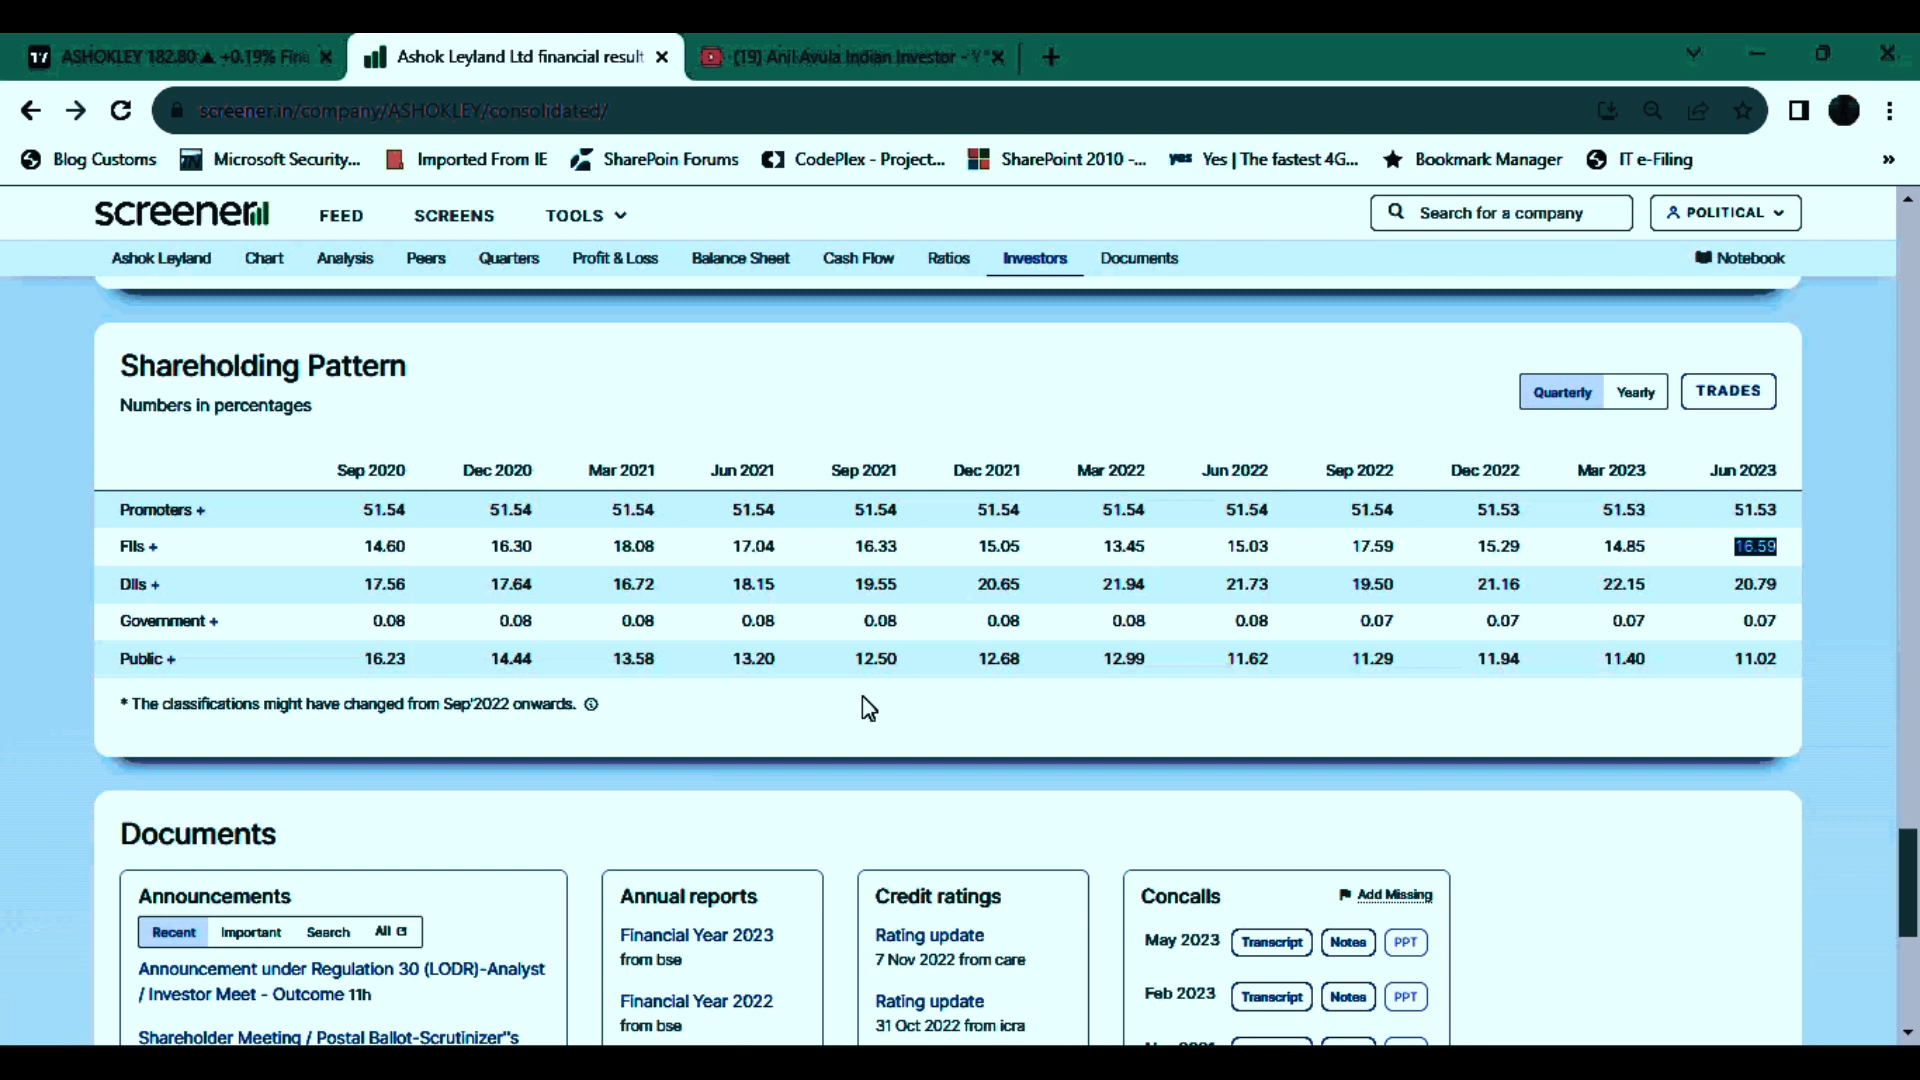 ASHOKLEY 182.80 ▲ +0.19% Fina
Ashok Leyland Ltd financial result
(19) Anil Avula Indian Investor - Y
screener.in/company/ASHOKLEY/consolidated/
Blog Customs Microsoft Security... Imported From IE SharePoin Forums CodePlex - Project... SharePoint 2010 -... yes Yes | The fastest 4G... Bookmark Manager IT e-Filing »
screener FEED SCREENS TOOLS Search for a company POLITICAL
Ashok Leyland Chart Analysis Peers Quarters Profit & Loss Balance Sheet Cash Flow Ratios Investors Documents Notebook
Shareholding Pattern
Numbers in percentages
Quarterly Yearly TRADES
Sep 2020 Dec 2020 Mar 2021 Jun 2021 Sep 2021 Dec 2021 Mar 2022 Jun 2022 Sep 2022 Dec 2022 Mar 2023 Jun 2023
Promoters + 51.54 51.54 51.54 51.54 51.54 51.54 51.54 51.54 51.54 51.53 51.53 51.53
FIIs + 14.60 16.30 18.08 17.04 16.33 15.05 13.45 15.03 17.59 15.29 14.85 16.59
DIIs + 17.56 17.64 16.72 18.15 19.55 20.65 21.94 21.73 19.50 21.16 22.15 20.79
Government + 0.08 0.08 0.08 0.08 0.08 0.08 0.08 0.08 0.07 0.07 0.07 0.07
Public + 16.23 14.44 13.58 13.20 12.50 12.68 12.99 11.62 11.29 11.94 11.40 11.02
* The classifications might have changed from Sep'2022 onwards.
Documents
Announcements
Recent Important Search All
Announcement under Regulation 30 (LODR)-Analyst
/ Investor Meet - Outcome 11h
Shareholder Meeting / Postal Ballot-Scrutinizer"s
Annual reports
Financial Year 2023
from bse
Financial Year 2022
from bse
Credit ratings
Rating update
7 Nov 2022 from care
Rating update
31 Oct 2022 from icra
Concalls Add Missing
May 2023 Transcript Notes PPT
Feb 2023 Transcript Notes PPT